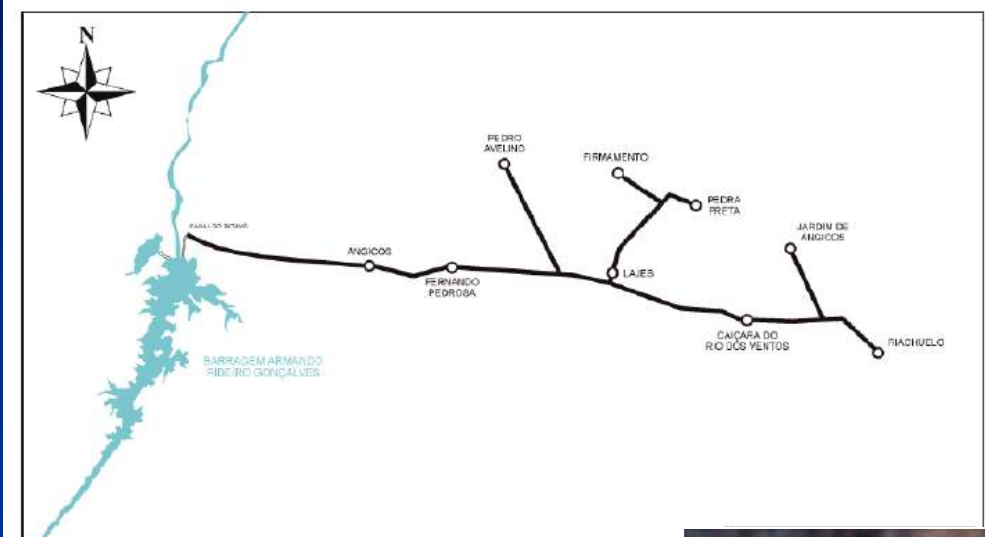 N
PEDRO
AVELINO
FIRMAMENTO
PEDRA
PRETA
JARDIM DE
ANGICOS
ANGICOS
LAJES
FERNANDO
PEDROSA
CAIÇARA DO
RIO DOS VENTOS
RIACHUELO
BARRAGEM ARMANDO
RIBEIRO GONÇALVES